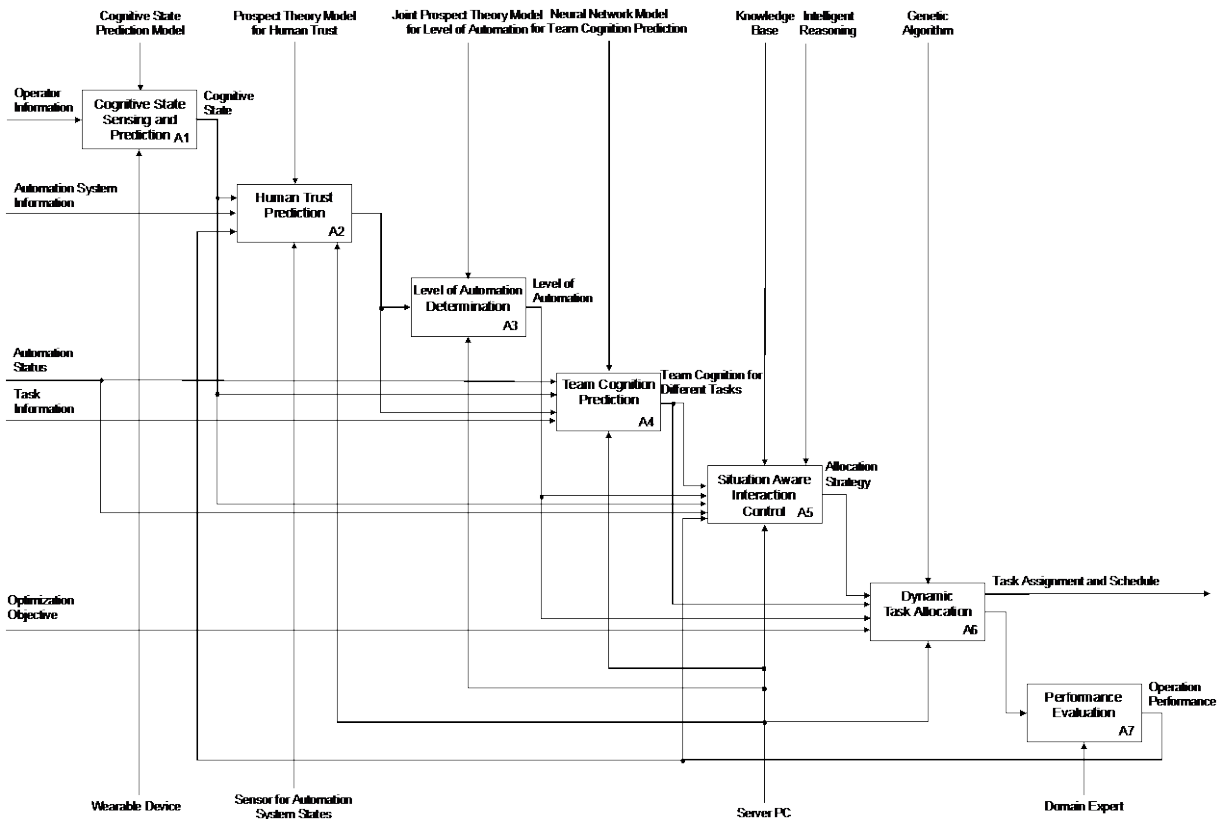 Cognitive State
Prediction Model
Prospect Theory Model
for Human Trust
Joint Prospect Theory Model
for Level of Automation
Neural Network Model
for Team Cognition Prediction
Knowledge
Base
Intelligent
Reasoning
Genetic
Algorithm
Operator
Information
Cognitive State
Sensing and
Prediction
A1
Cognitive
State
Automation System
Information
Human Trust
Prediction
A2
Level of Automation
Determination
A3
Level of
Automation
Automation
Status
Task
Information
Team Cognition
Prediction
A4
Team Cognition for
Different Tasks
Situation Aware
Interaction
Control
A5
Allocation
Strategy
Optimization
Objective
Dynamic
Task Allocation
A6
Task Assignment and Schedule
Performance
Evaluation
A7
Operation
Performance
Wearable Device
Sensor for Automation
System States
Server PC
Domain Expert